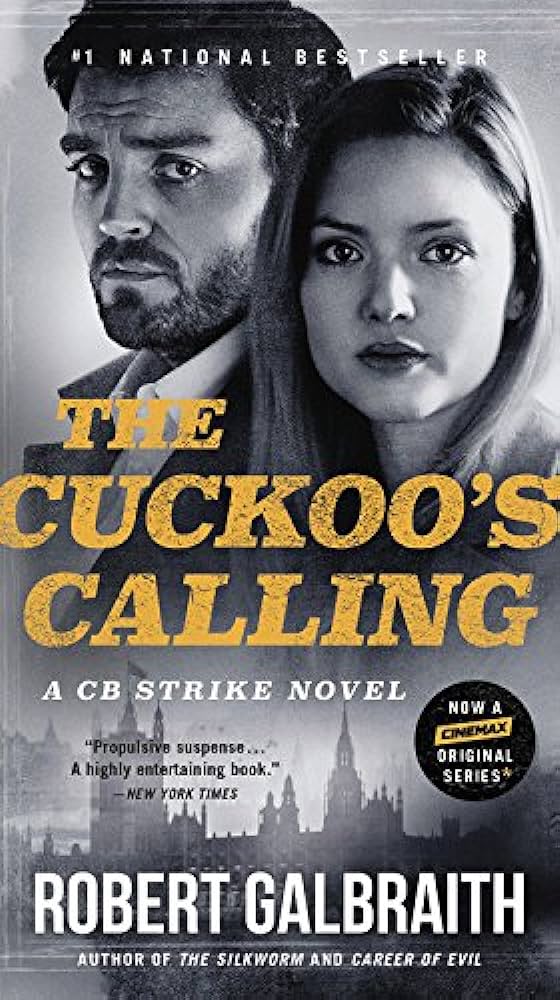 #1 NATIONAL BESTSELLER
THE
CUCKOO'S
CALLING
A CB STRIKE NOVEL
NOW A
CINEMAX
ORIGINAL
SERIES*
"Propulsive suspense...
A highly entertaining book."
—NEW YORK TIMES
ROBERT GALBRAITH
AUTHOR OF THE SILKWORM AND CAREER OF EVIL